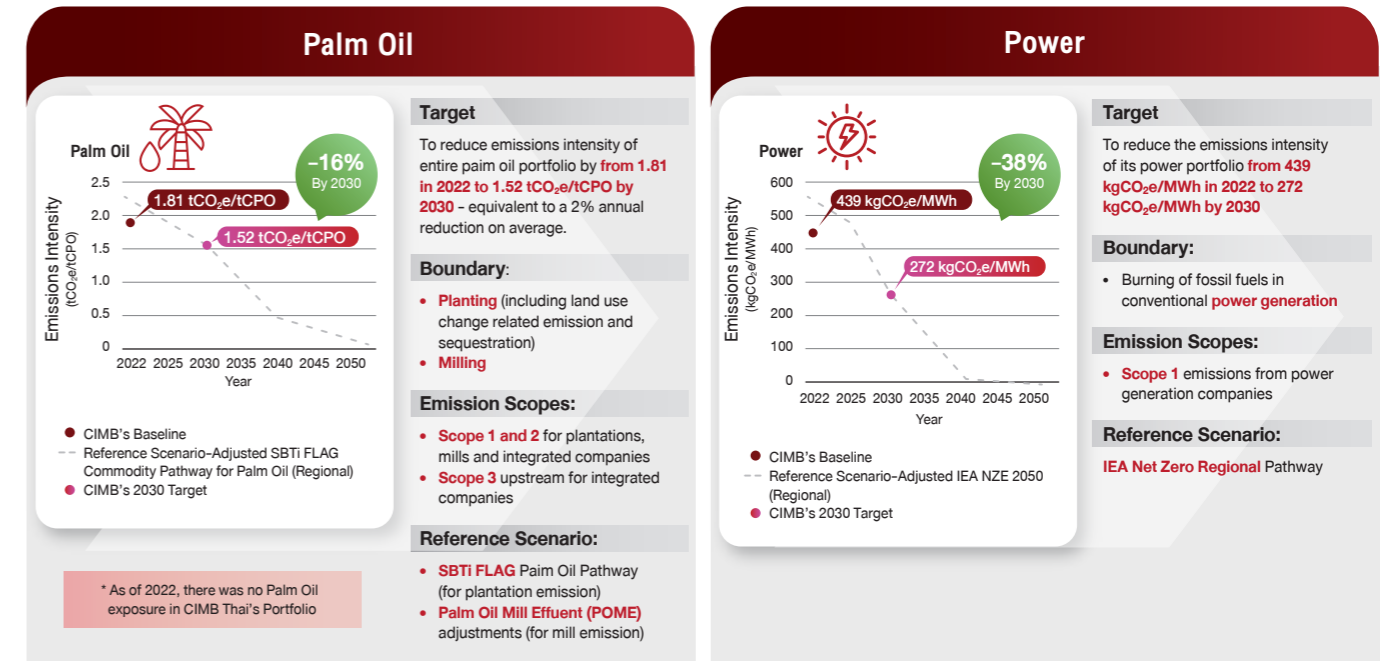 Palm Oil
Palm Oil
-16%
By 2030
2.5
2.0
1.5
1.0
0.5
0
Emissions Intensity
(tCO₂e/tCPO)
1.81 tCO₂e/tCPO
1.52 tCO₂e/tCPO
2022 2025 2030 2035 2040 2045 2050
Year
● CIMB's Baseline
--- Reference Scenario-Adjusted SBTi FLAG
Commodity Pathway for Palm Oil (Regional)
● CIMB's 2030 Target
* As of 2022, there was no Palm Oil
exposure in CIMB Thai's Portfolio
Target
To reduce emissions intensity of
entire paim oil portfolio by from 1.81
in 2022 to 1.52 tCO₂e/tCPO by
2030 - equivalent to a 2% annual
reduction on average.
Boundary:
• Planting (including land use
change related emission and
sequestration)
• Milling
Emission Scopes:
• Scope 1 and 2 for plantations,
mills and integrated companies
• Scope 3 upstream for integrated
companies
Reference Scenario:
• SBTi FLAG Paim Oil Pathway
(for plantation emission)
• Palm Oil Mill Effuent (POME)
adjustments (for mill emission)
Power
Power
-38%
By 2030
600
500
400
300
200
100
0
Emissions Intensity
(kgCO₂e/MWh)
439 kgCO₂e/MWh
272 kgCO₂e/MWh
2022 2025 2030 2035 2040 2045 2050
Year
● CIMB's Baseline
--- Reference Scenario-Adjusted IEA NZE 2050
(Regional)
● CIMB's 2030 Target
Target
To reduce the emissions intensity
of its power portfolio from 439
kgCO₂e/MWh in 2022 to 272
kgCO₂e/MWh by 2030
Boundary:
• Burning of fossil fuels in
conventional power generation
Emission Scopes:
• Scope 1 emissions from power
generation companies
Reference Scenario:
IEA Net Zero Regional Pathway